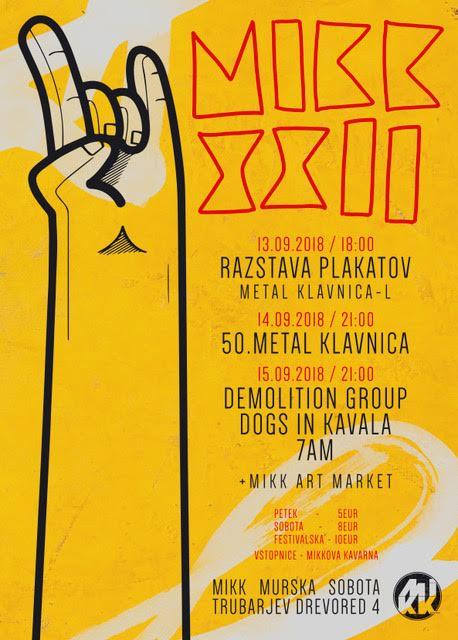 MIKK
XXII
13.09.2018 / 18:00
RAZSTAVA PLAKATOV
METAL KLAVNICA-L
14.09.2018 / 21:00
50.METAL KLAVNICA
15.09.2018 / 21:00
DEMOLITION GROUP
DOGS IN KAVALA
7AM
+MIKK ART MARKET
PETEK - 5EUR
SOBOTA - 8EUR
FESTIVALSKA - 10EUR
VSTOPNICE - MIKKOVA KAVARNA
MIKK MURSKA SOBOTA
TRUBARJEV DREVORED 4
MI
KK